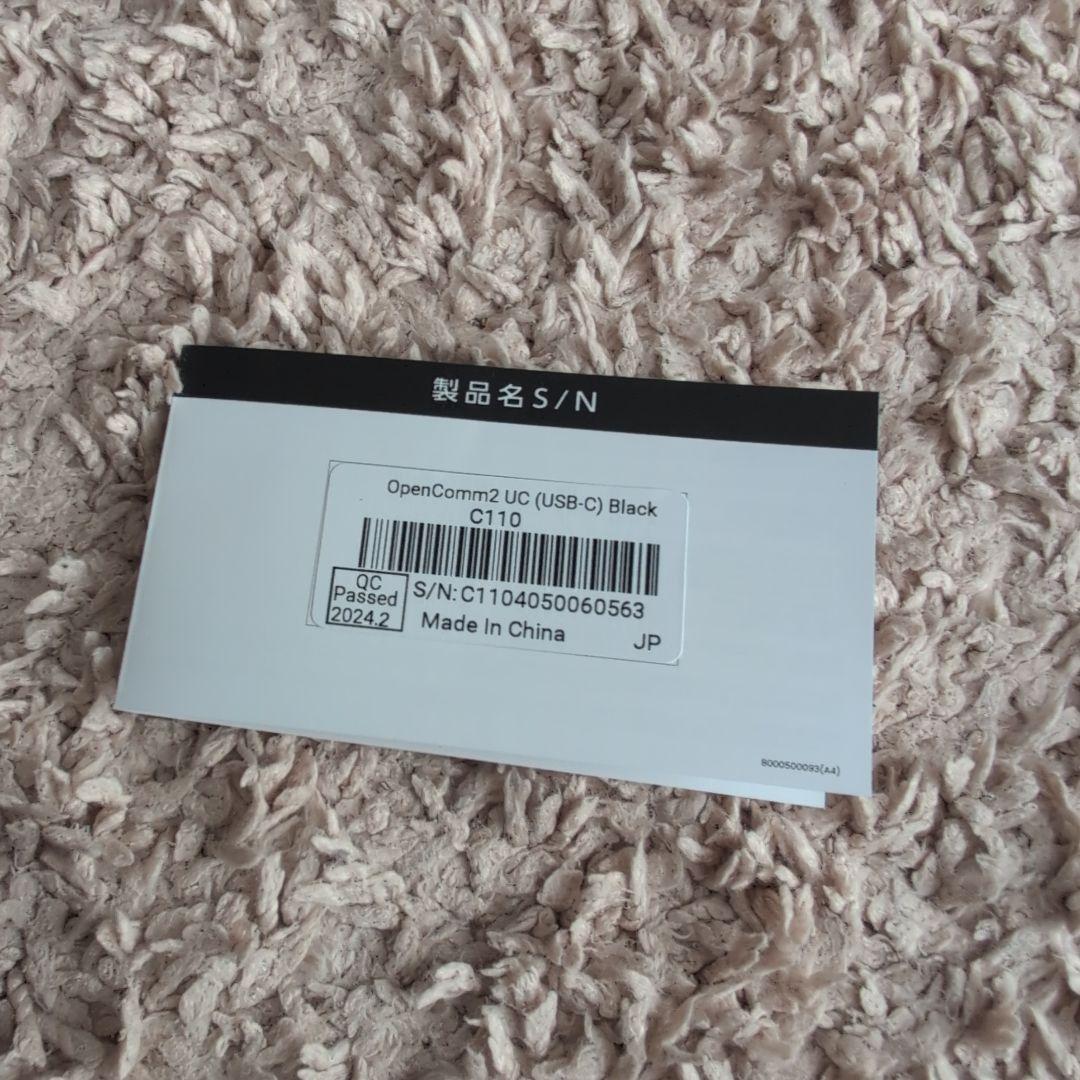 製品名S/N
OpenComm2 UC (USB-C) Black
C110
QC
Passed
2024.2
S/N:C1104050060563
Made In China
JP
8000500093(A4)